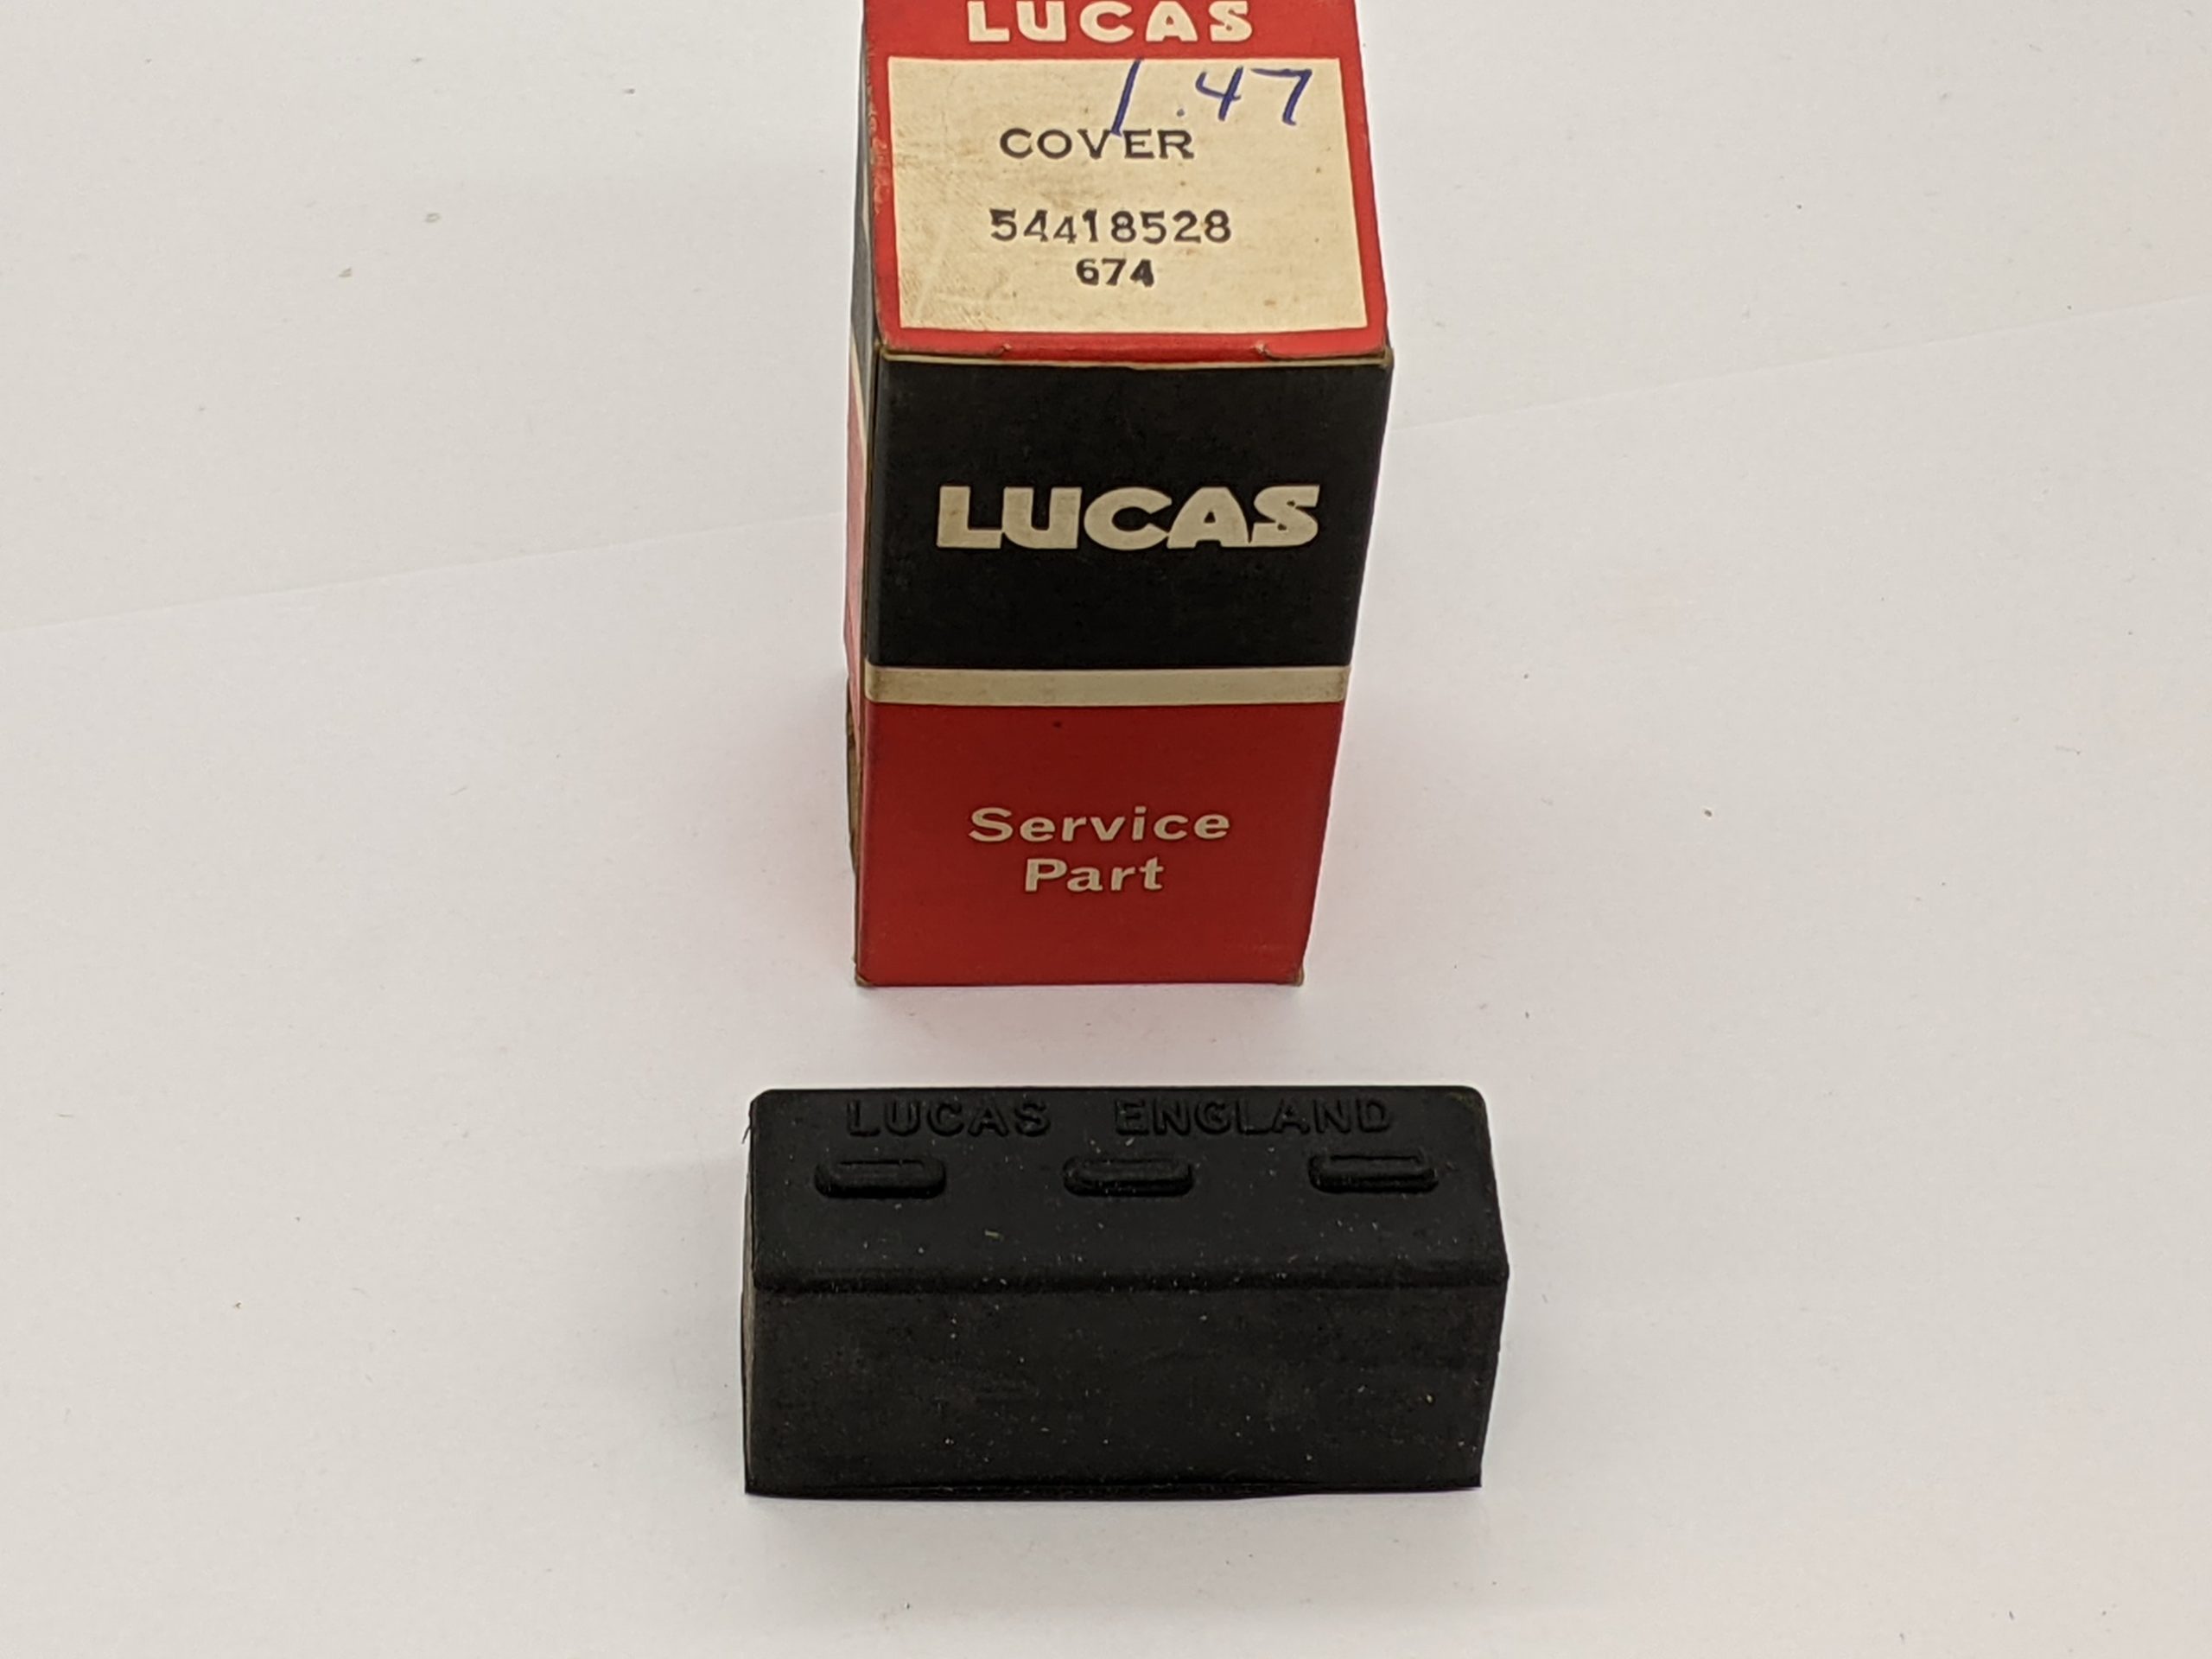 LUCAS
1.47
COVER
54418528
674
LUCAS
Service
Part
LUCAS ENGLAND